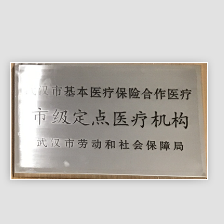 武汉市基本医疗保险合作医疗
市级定点医疗机构
武汉市劳动和社会保障局